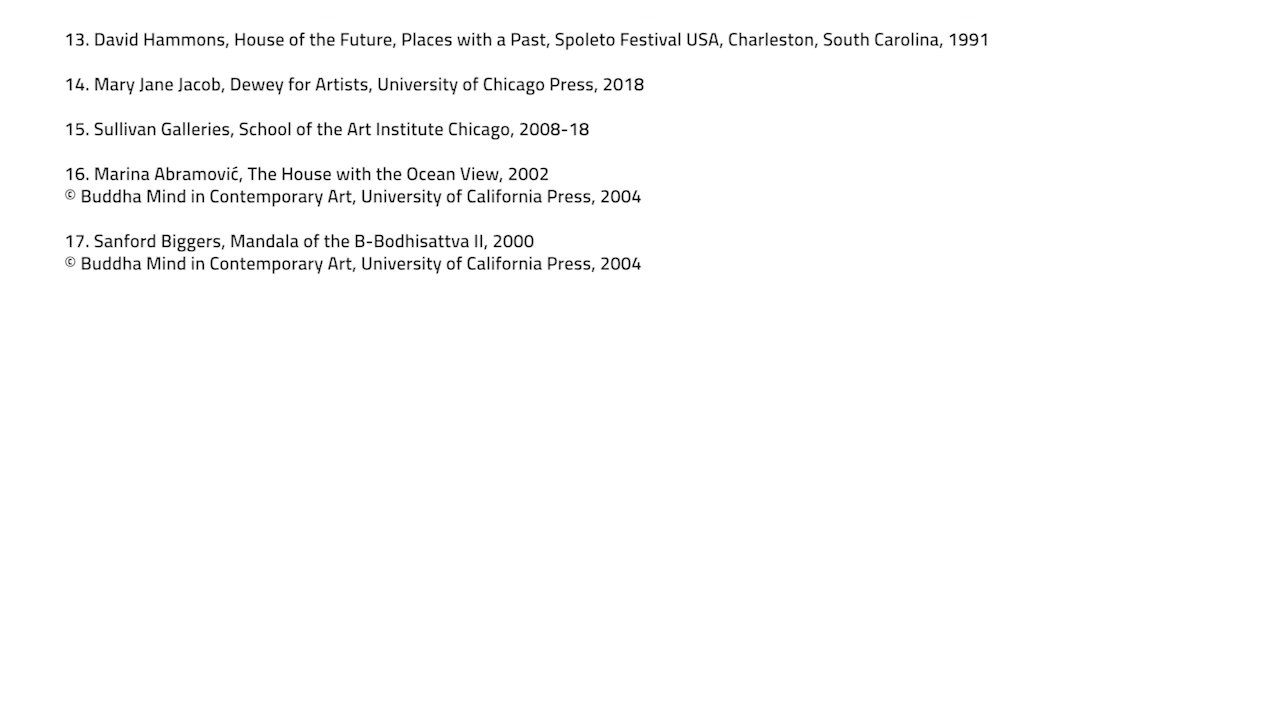 13. David Hammons, House of the Future, Places with a Past, Spoleto Festival USA, Charleston, South Carolina, 1991
14. Mary Jane Jacob, Dewey for Artists, University of Chicago Press, 2018
15. Sullivan Galleries, School of the Art Institute Chicago, 2008-18
16. Marina Abramović, The House with the Ocean View, 2002
© Buddha Mind in Contemporary Art, University of California Press, 2004
17. Sanford Biggers, Mandala of the B-Bodhisattva II, 2000
© Buddha Mind in Contemporary Art, University of California Press, 2004